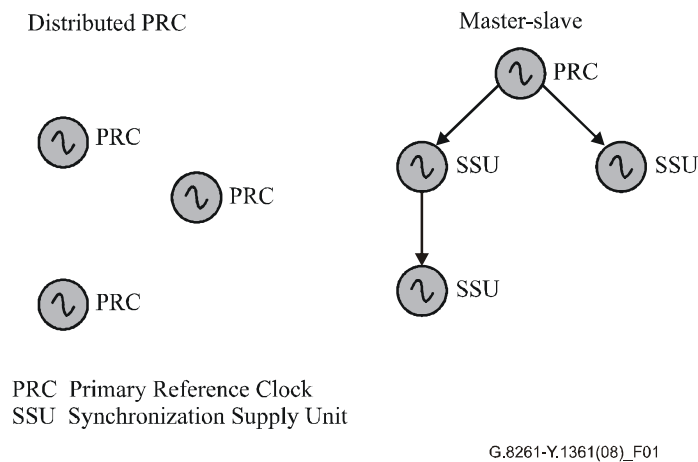 Distributed PRC
PRC
PRC
PRC
Master-slave
PRC
SSU
SSU
SSU
PRC Primary Reference Clock
SSU Synchronization Supply Unit
G.8261-Y.1361(08)_F01